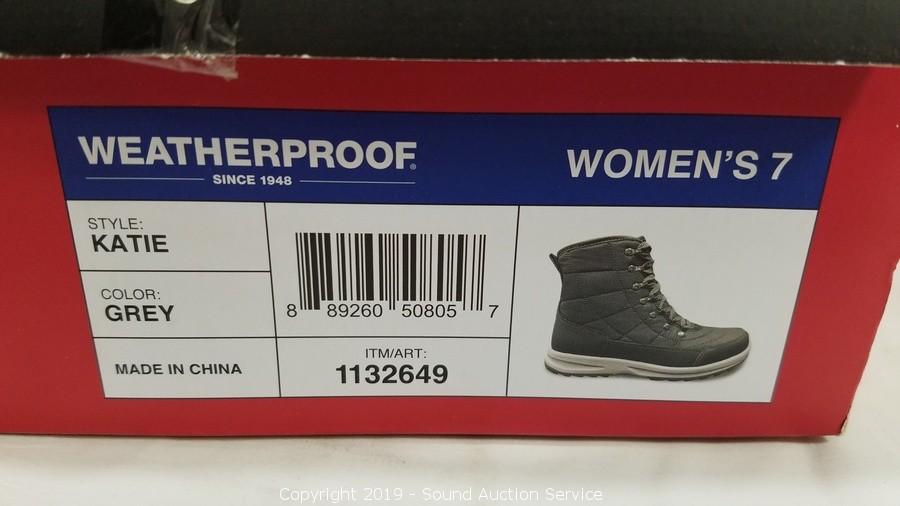 WEATHERPROOF®
SINCE 1948
WOMEN'S 7
STYLE:
KATIE
COLOR:
GREY
MADE IN CHINA
8 89260 50805 7
ITM/ART:
1132649
Copyright 2019 - Sound Auction Service